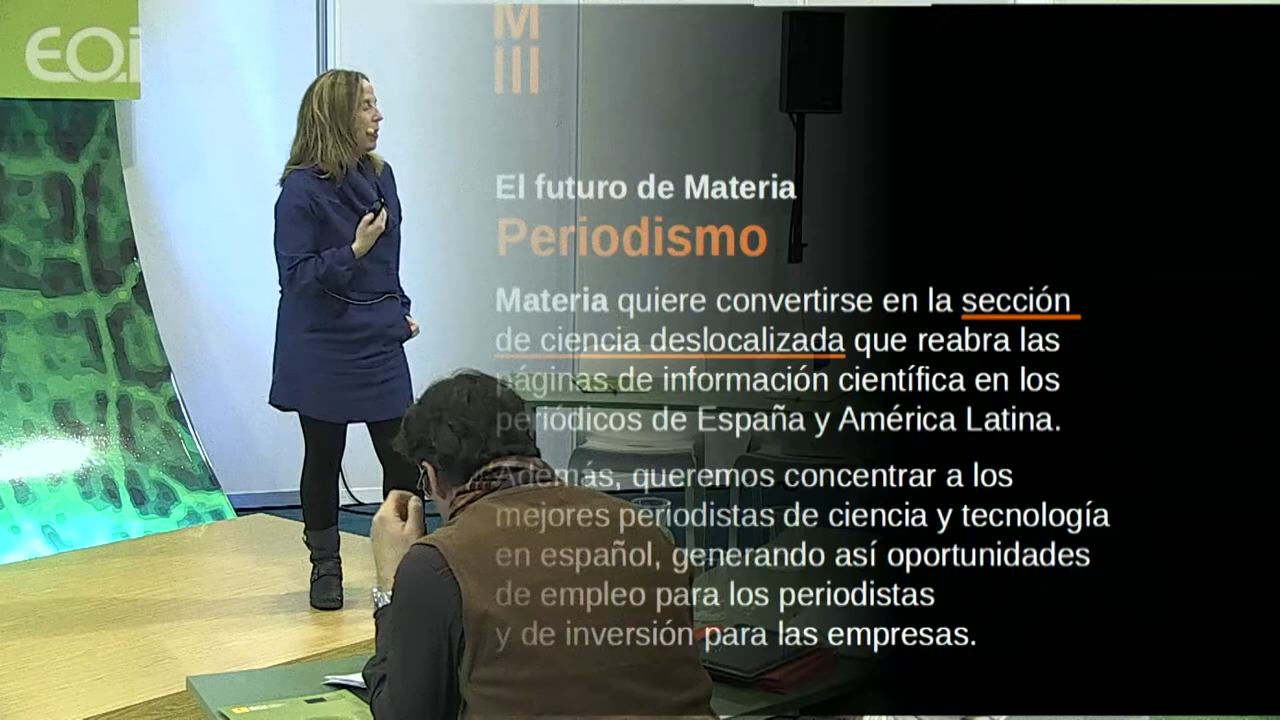 EOi
M
III
El futuro de Materia
Periodismo
Materia quiere convertirse en la sección
de ciencia deslocalizada que reabra las
páginas de información científica en los
periódicos de España y América Latina.
Además, queremos concentrar a los
mejores periodistas de ciencia y tecnología
en español, generando así oportunidades
de empleo para los periodistas
y de inversión para las empresas.